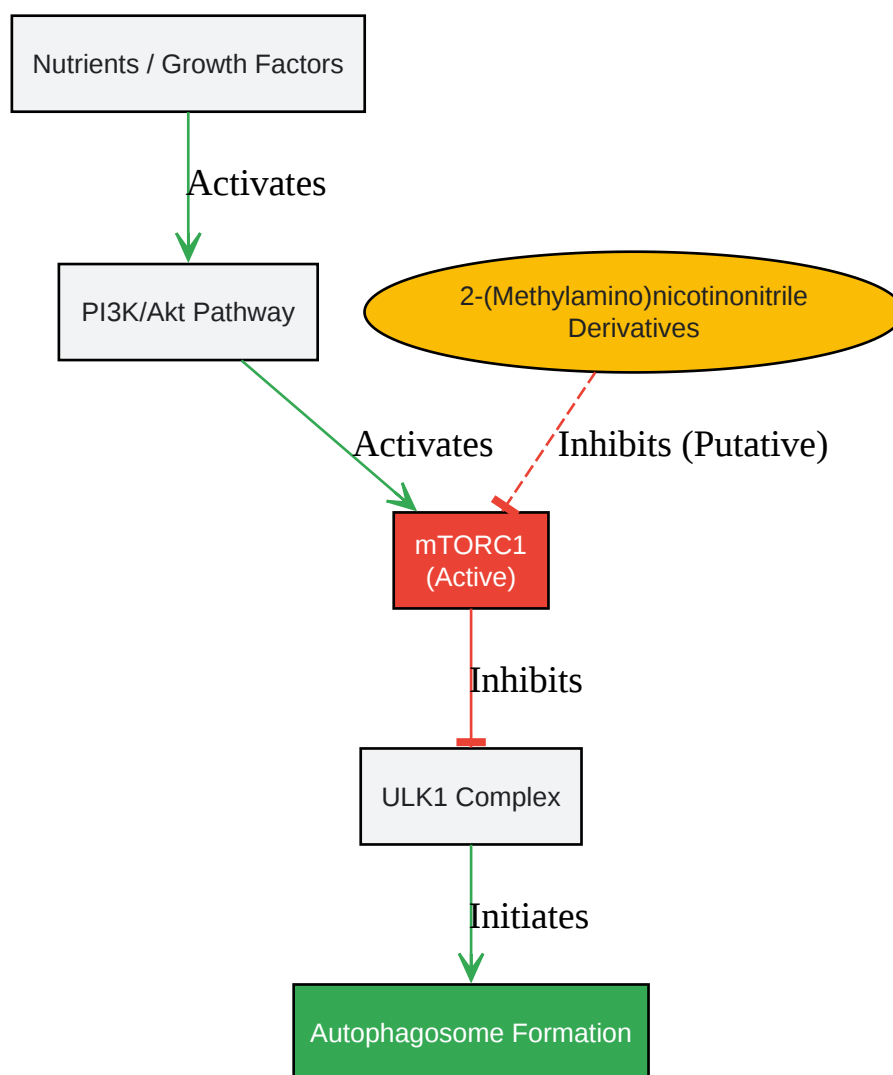 Nutrients / Growth Factors
Activates
PI3K/Akt Pathway
2-(Methylamino)nicotinonitrile
Derivatives
Activates
Inhibits (Putative)
mTORC1
(Active)
Inhibits
ULK1 Complex
Initiates
Autophagosome Formation